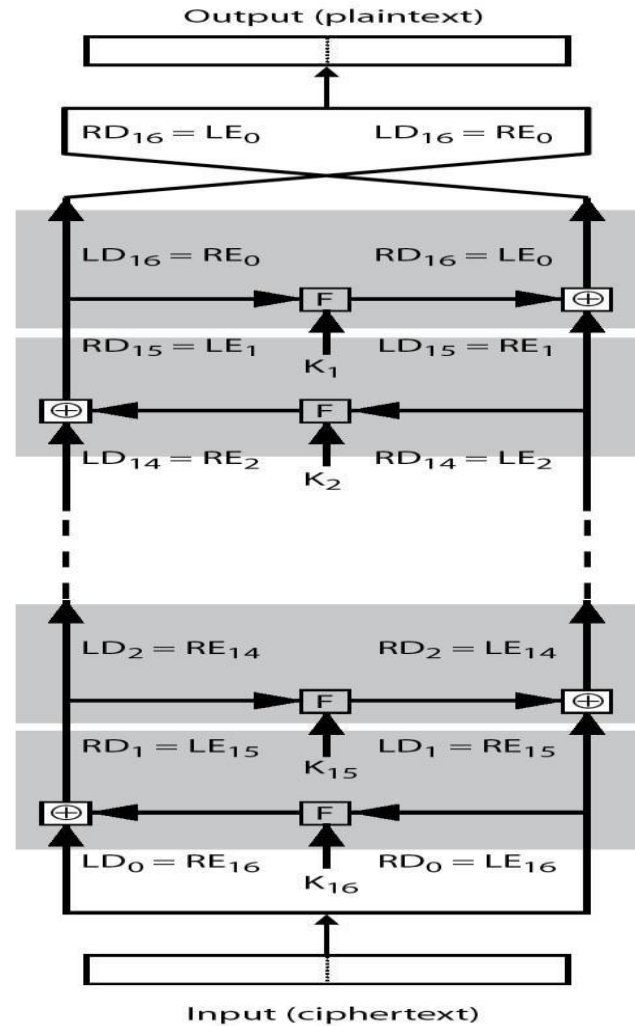 Output (plaintext)
RD₁₆ = LE₀ LD₁₆ = RE₀
LD₁₆ = RE₀ RD₁₆ = LE₀
F
RD₁₅ = LE₁ LD₁₅ = RE₁
K₁
F
LD₁₄ = RE₂ RD₁₄ = LE₂
K₂
LD₂ = RE₁₄ RD₂ = LE₁₄
F
RD₁ = LE₁₅ LD₁ = RE₁₅
K₁₅
F
LD₀ = RE₁₆ RD₀ = LE₁₆
K₁₆
Input (ciphertext)